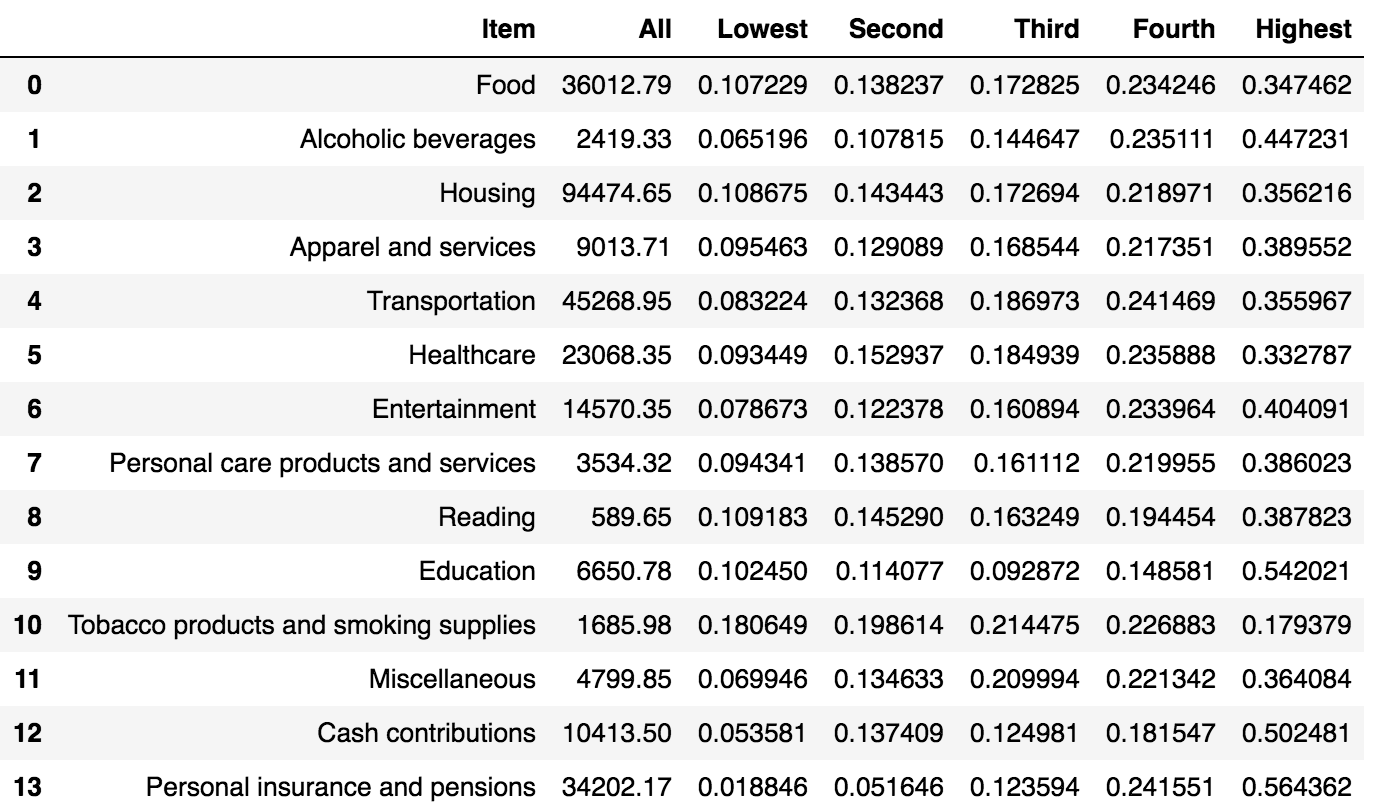 Item All Lowest Second Third Fourth Highest
0 Food 36012.79 0.107229 0.138237 0.172825 0.234246 0.347462
1 Alcoholic beverages 2419.33 0.065196 0.107815 0.144647 0.235111 0.447231
2 Housing 94474.65 0.108675 0.143443 0.172694 0.218971 0.356216
3 Apparel and services 9013.71 0.095463 0.129089 0.168544 0.217351 0.389552
4 Transportation 45268.95 0.083224 0.132368 0.186973 0.241469 0.355967
5 Healthcare 23068.35 0.093449 0.152937 0.184939 0.235888 0.332787
6 Entertainment 14570.35 0.078673 0.122378 0.160894 0.233964 0.404091
7 Personal care products and services 3534.32 0.094341 0.138570 0.161112 0.219955 0.386023
8 Reading 589.65 0.109183 0.145290 0.163249 0.194454 0.387823
9 Education 6650.78 0.102450 0.114077 0.092872 0.148581 0.542021
10 Tobacco products and smoking supplies 1685.98 0.180649 0.198614 0.214475 0.226883 0.179379
11 Miscellaneous 4799.85 0.069946 0.134633 0.209994 0.221342 0.364084
12 Cash contributions 10413.50 0.053581 0.137409 0.124981 0.181547 0.502481
13 Personal insurance and pensions 34202.17 0.018846 0.051646 0.123594 0.241551 0.564362